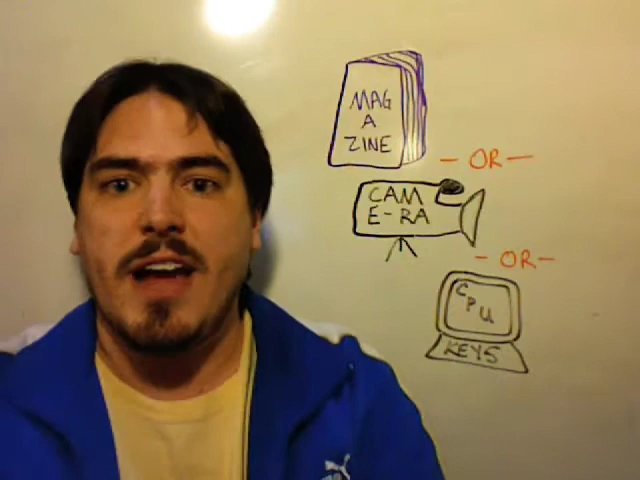 MAG
A
ZINE
- OR -
CAM
E-RA
- OR -
CPU
KEYS